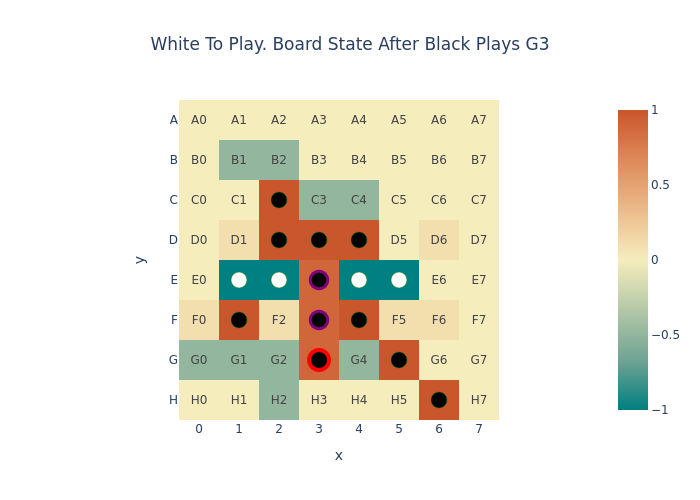 White To Play. Board State After Black Plays G3
A A0 A1 A2 A3 A4 A5 A6 A7
B B0 B1 B2 B3 B4 B5 B6 B7
C C0 C1 C3 C4 C5 C6 C7
D D0 D1 D5 D6 D7
E E0 E6 E7
F F0 F2 F5 F6 F7
G G0 G1 G2 G4 G6 G7
H H0 H1 H2 H3 H4 H5 H7
0 1 2 3 4 5 6 7
x
y
1
0.5
0
−0.5
−1